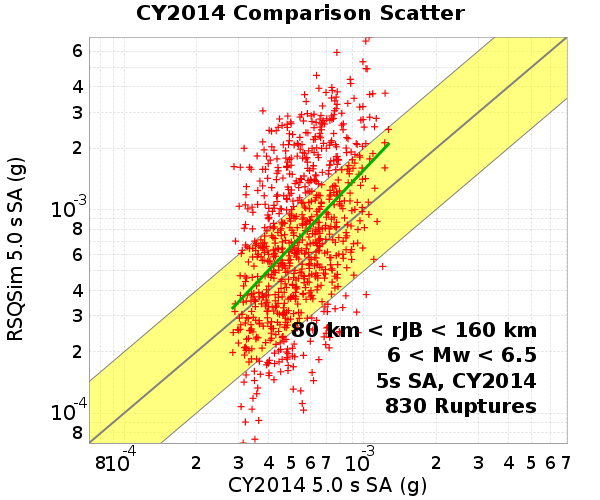 CY2014 Comparison Scatter
RSQSim 5.0 s SA (g)
6
4
3
2
10^-3
8
6
4
3
2
10^-4
8
80 km < rJB < 160 km
6 < Mw < 6.5
5s SA, CY2014
830 Ruptures
8 10^-4 2 3 4 5 6 7 10^-3 2 3 4 5 6 7
CY2014 5.0 s SA (g)